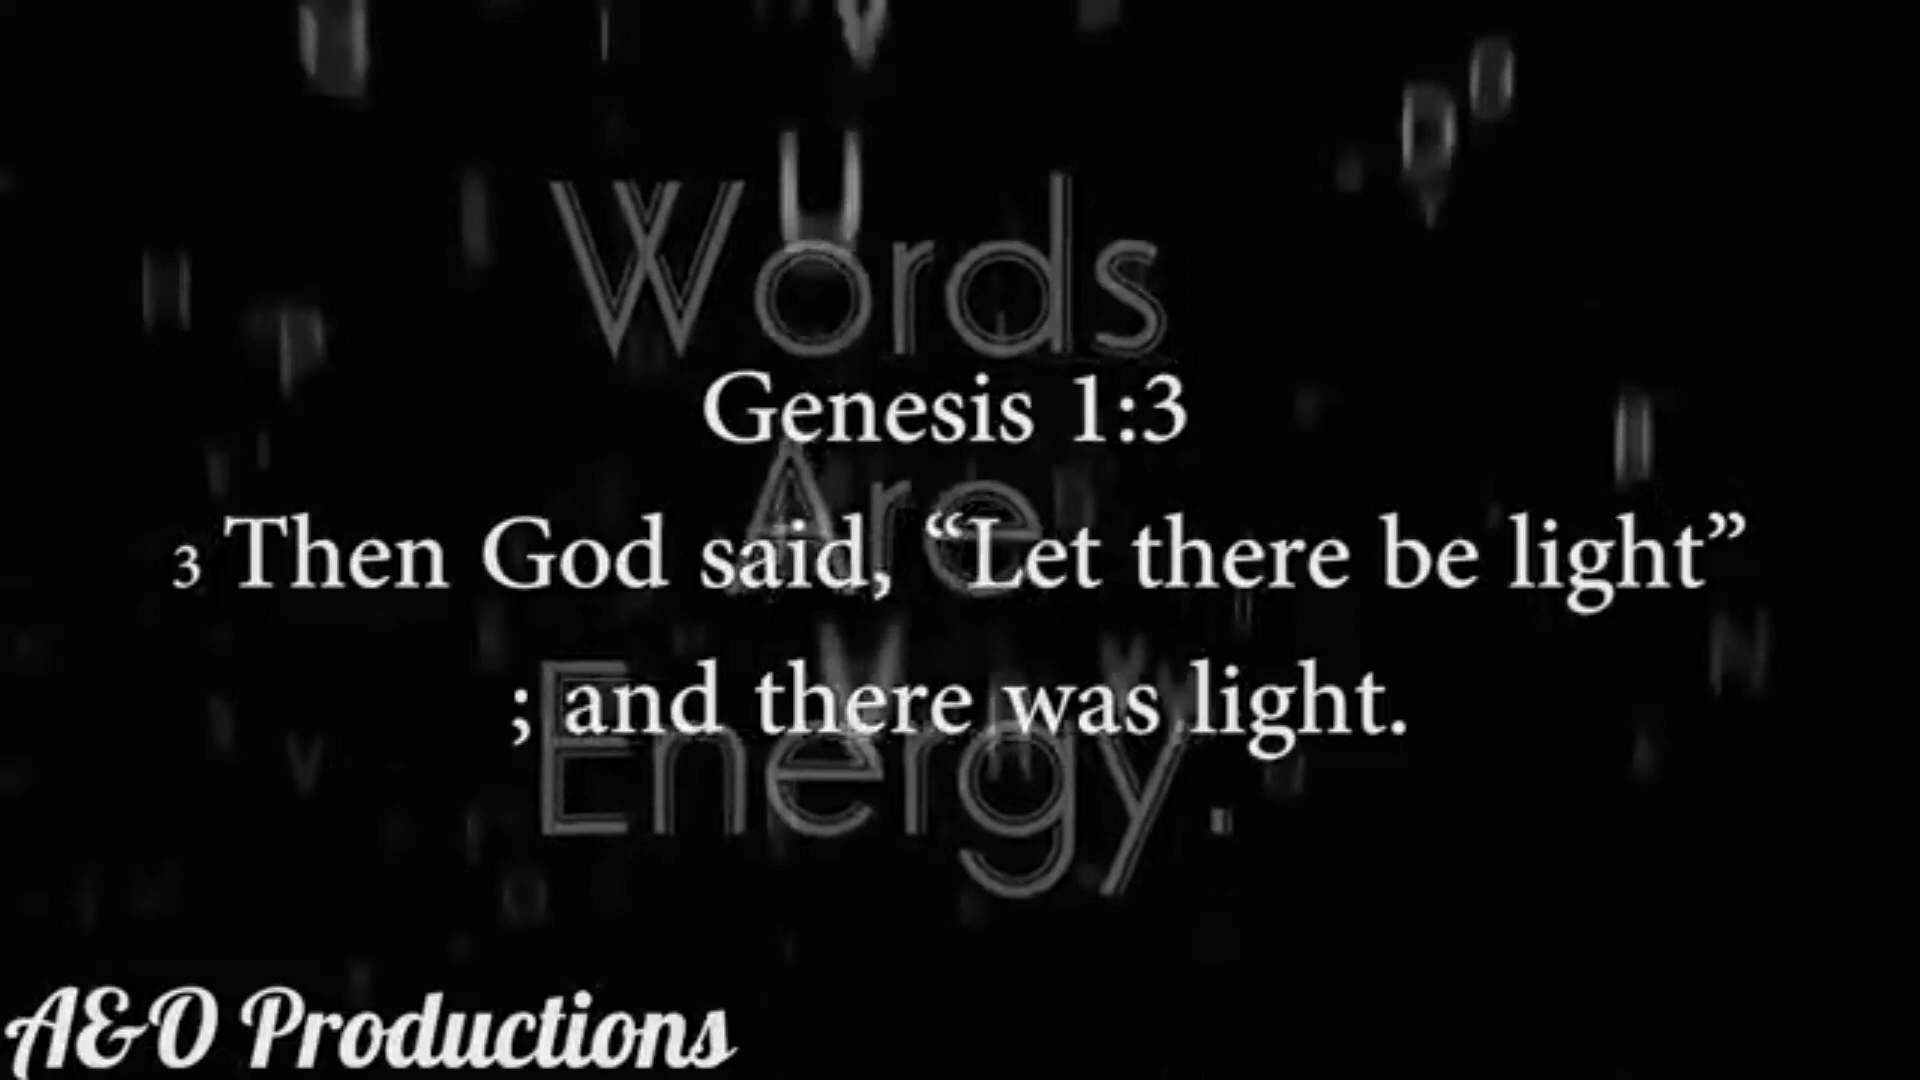 Words
Genesis 1:3
Are
3 Then God said, “Let there be light”
; and there was light.
Energy.
A&O Productions